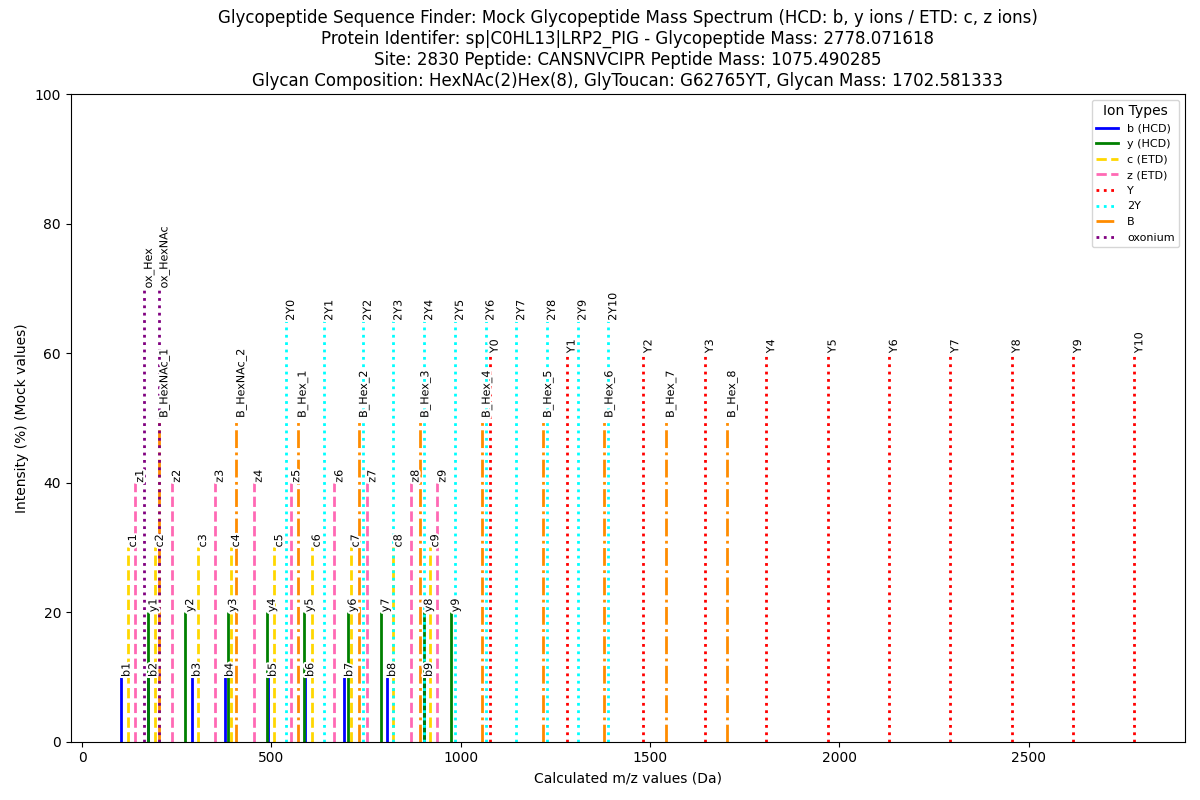 Glycopeptide Sequence Finder: Mock Glycopeptide Mass Spectrum (HCD: b, y ions / ETD: c, z ions)
Protein Identifer: sp|C0HL13|LRP2_PIG - Glycopeptide Mass: 2778.071618
Site: 2830 Peptide: CANSNVCIPR Peptide Mass: 1075.490285
Glycan Composition: HexNAc(2)Hex(8), GlyToucan: G62765YT, Glycan Mass: 1702.581333
Intensity (%) (Mock values)
100
80
60
40
20
0
Ion Types
b (HCD)
y (HCD)
c (ETD)
z (ETD)
Y
2Y
B
oxonium
ox_Hex
ox_HexNAc
2Y0
2Y1
2Y2
2Y3
2Y4
2Y5
2Y6
2Y7
2Y8
2Y9
2Y10
Y0
Y1
Y2
Y3
Y4
Y5
Y6
Y7
Y8
Y9
Y10
B_HexNAc_1
B_HexNAc_2
B_Hex_1
B_Hex_2
B_Hex_3
B_Hex_4
B_Hex_5
B_Hex_6
B_Hex_7
B_Hex_8
z1
z2
z3
z4
z5
z6
z7
z8
z9
c1
c2
c3
c4
c5
c6
c7
c8
c9
y1
y2
y3
y4
y5
y6
y7
y8
y9
b1
b2
b3
b4
b5
b6
b7
b8
b9
0
500
1000
1500
2000
2500
Calculated m/z values (Da)